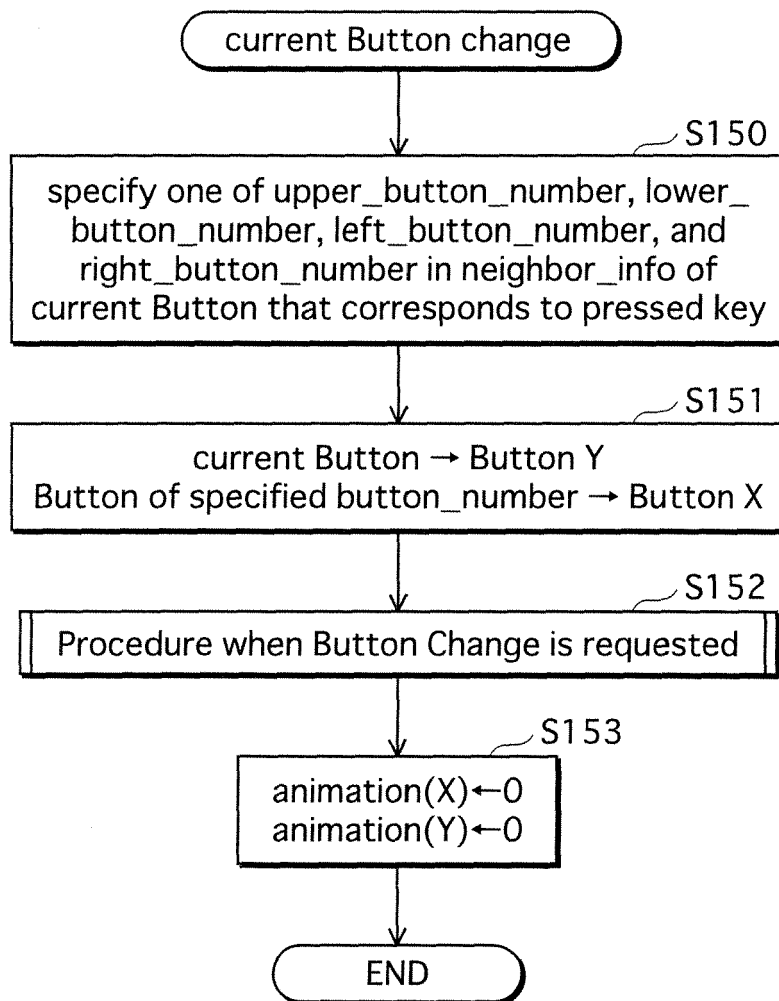 current Button change
S150
specify one of upper_button_number, lower_
button_number, left_button_number, and
right_button_number in neighbor_info of
current Button that corresponds to pressed key
S151
current Button → Button Y
Button of specified button_number → Button X
S152
Procedure when Button Change is requested
S153
animation(X)←0
animation(Y)←0
END